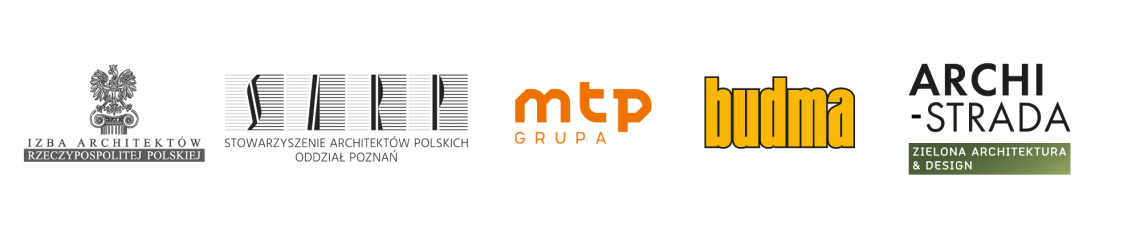 IZBA ARCHITEKTÓW
RZECZYPOSPOLITEJ POLSKIEJ
SARP
STOWARZYSZENIE ARCHITEKTÓW POLSKICH
ODDZIAŁ POZNAŃ
mtp
GRUPA
budma
ARCHI
-STRADA
ZIELONA ARCHITEKTURA
& DESIGN